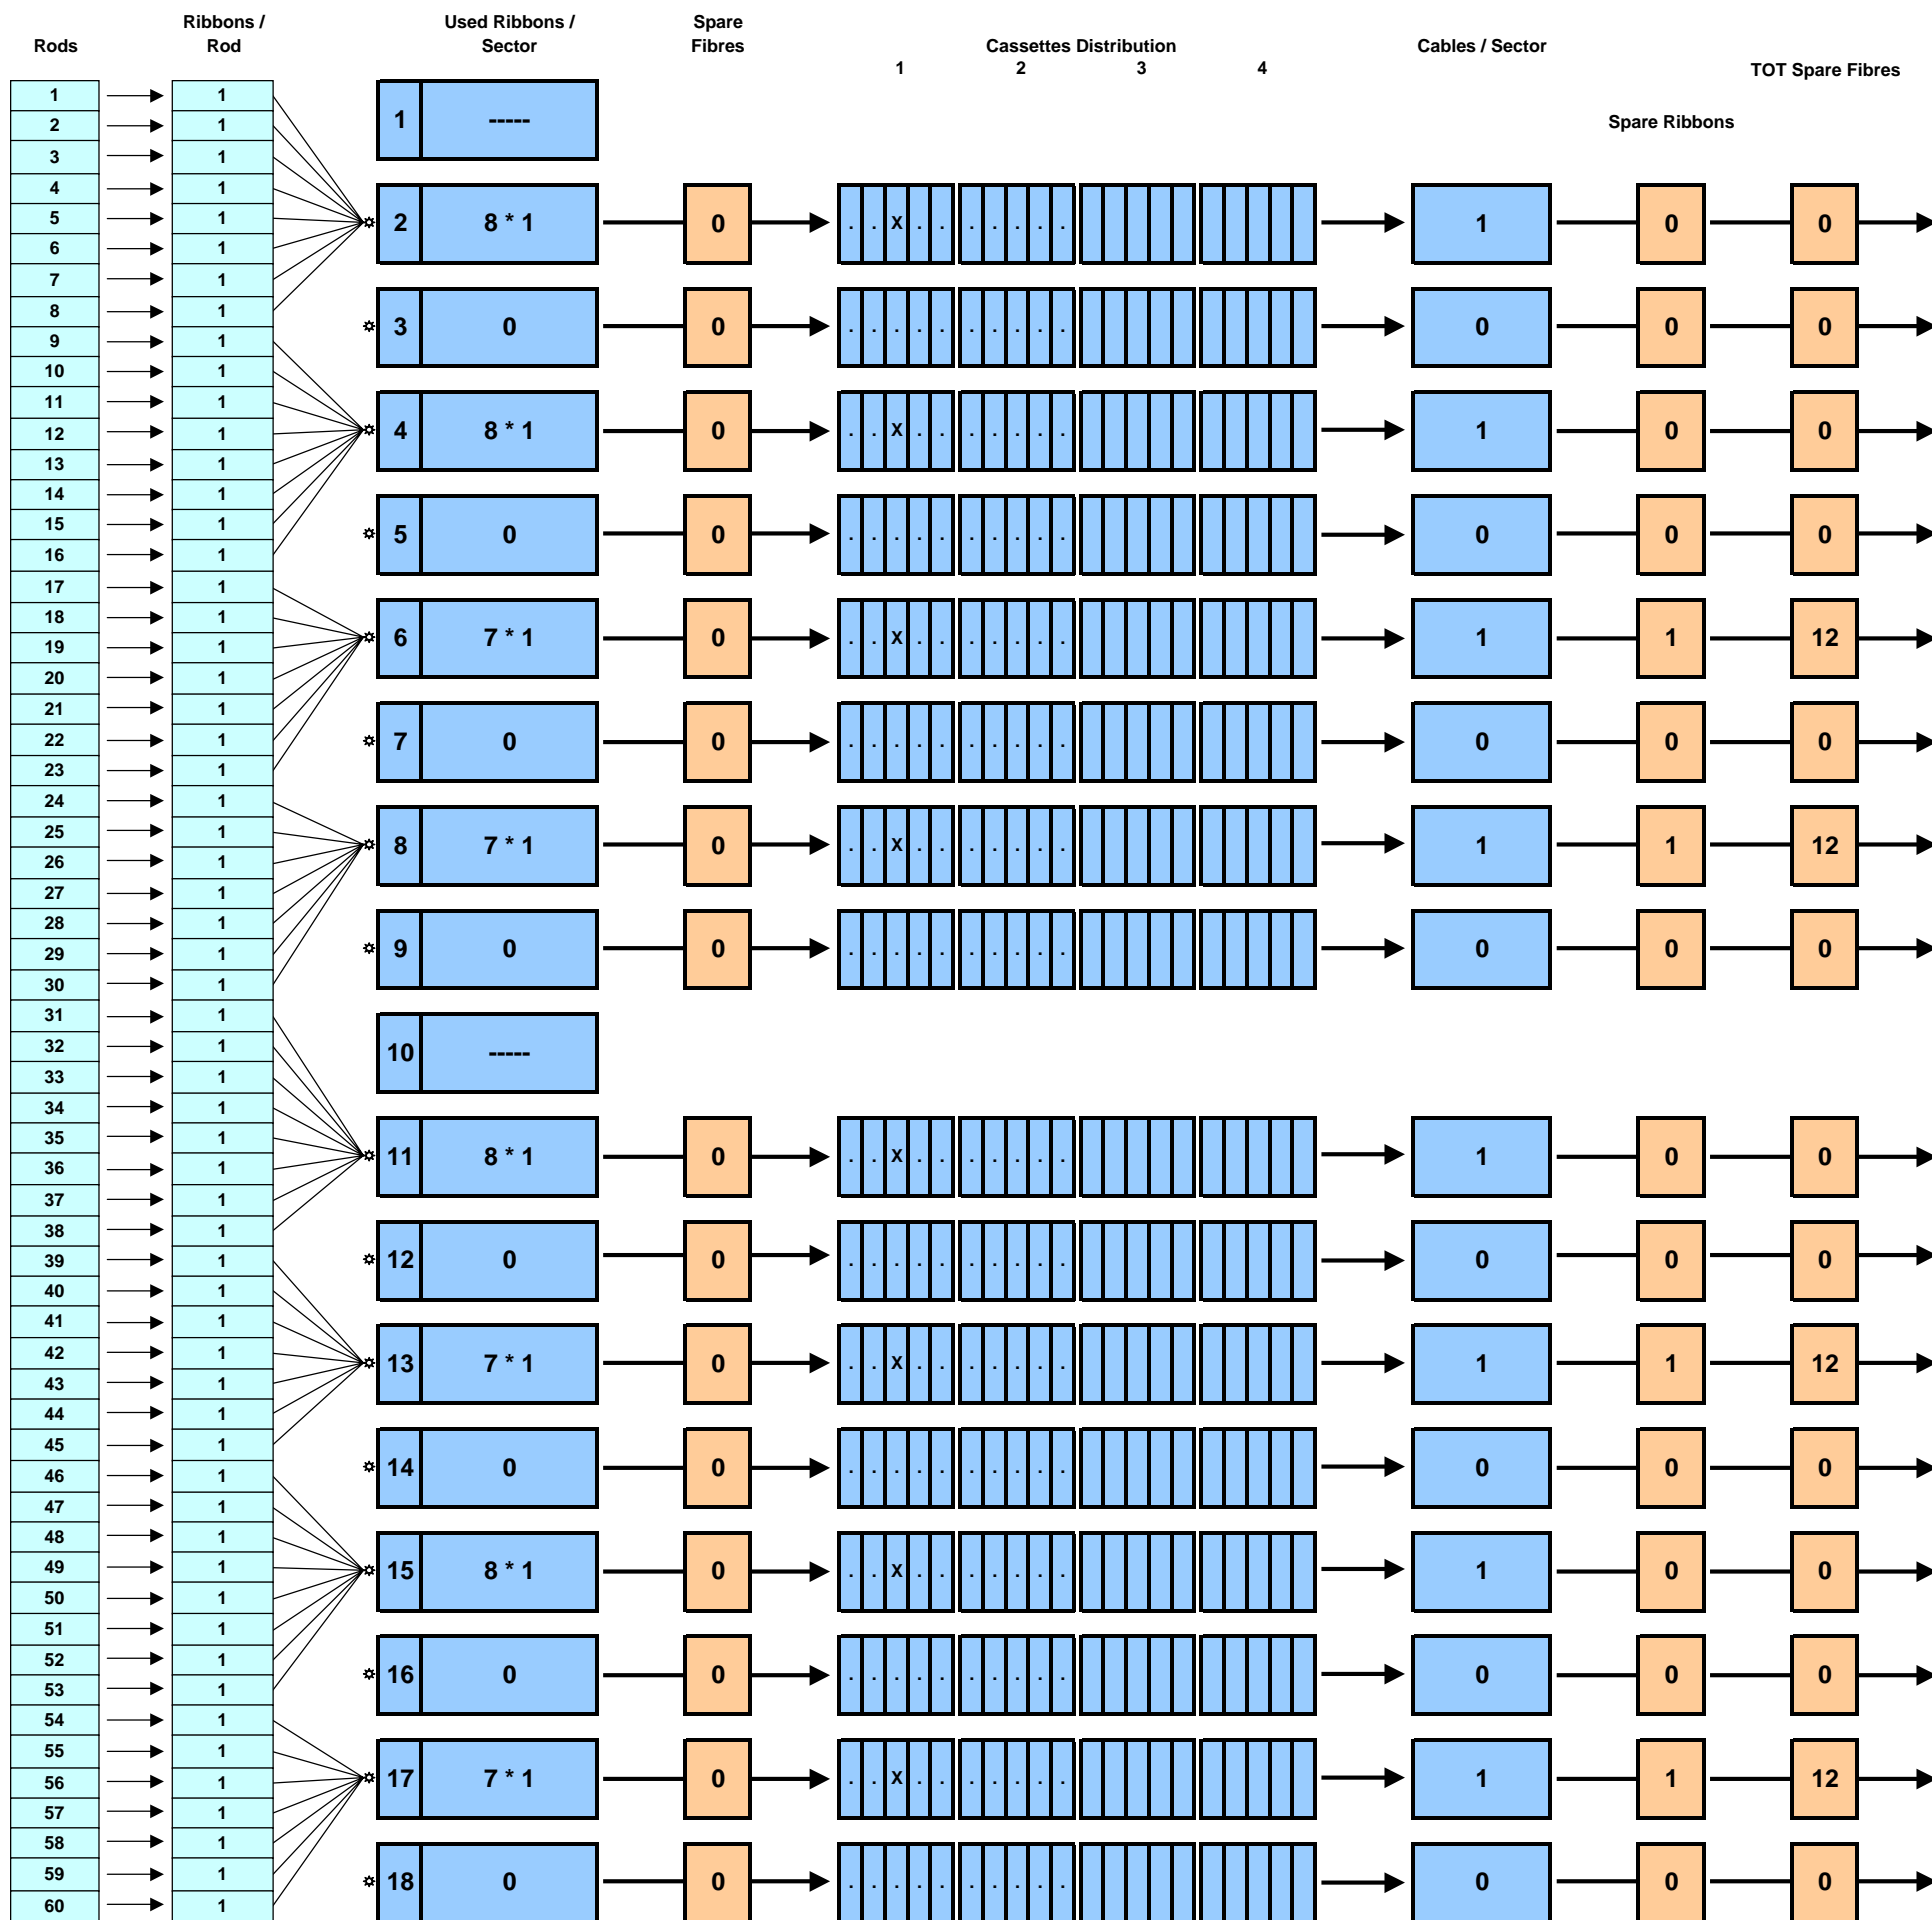 Rods
Ribbons / Rod
Used Ribbons / Sector
Spare Fibres
Cassettes Distribution
1 2 3 4
Cables / Sector
Spare Ribbons
TOT Spare Fibres
1 1
2 1
3 1
4 1
5 1
6 1
7 1
8 1
9 1
10 1
11 1
12 1
13 1
14 1
15 1
16 1
17 1
18 1
19 1
20 1
21 1
22 1
23 1
24 1
25 1
26 1
27 1
28 1
29 1
30 1
31 1
32 1
33 1
34 1
35 1
36 1
37 1
38 1
39 1
40 1
41 1
42 1
43 1
44 1
45 1
46 1
47 1
48 1
49 1
50 1
51 1
52 1
53 1
54 1
55 1
56 1
57 1
58 1
59 1
60 1
1 -----
2 8 * 1 0 . . X . . . . . . . 1 0 0
3 0 0 . . . . . . . . . . 0 0 0
4 8 * 1 0 . . X . . . . . . . 1 0 0
5 0 0 . . . . . . . . . . 0 0 0
6 7 * 1 0 . . X . . . . . . . 1 1 12
7 0 0 . . . . . . . . . . 0 0 0
8 7 * 1 0 . . X . . . . . . . 1 1 12
9 0 0 . . . . . . . . . . 0 0 0
10 -----
11 8 * 1 0 . . X . . . . . . . 1 0 0
12 0 0 . . . . . . . . . . 0 0 0
13 7 * 1 0 . . X . . . . . . . 1 1 12
14 0 0 . . . . . . . . . . 0 0 0
15 8 * 1 0 . . X . . . . . . . 1 0 0
16 0 0 . . . . . . . . . . 0 0 0
17 7 * 1 0 . . X . . . . . . . 1 1 12
18 0 0 . . . . . . . . . . 0 0 0